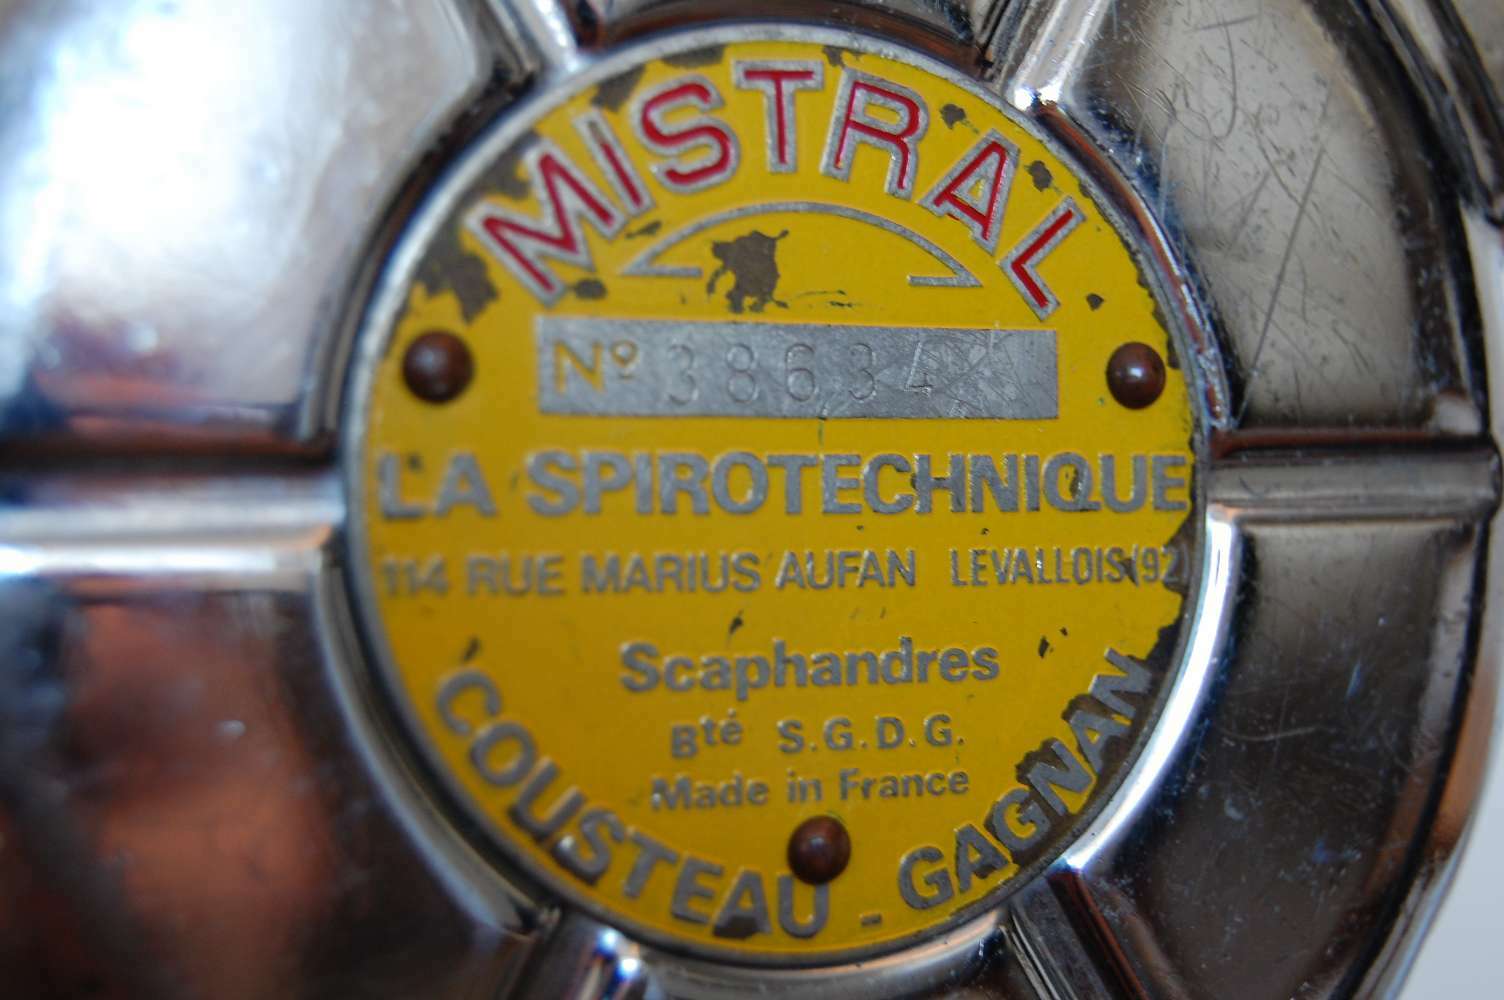 MISTRAL
Nº 38634
LA SPIROTECHNIQUE
114 RUE MARIUS AUFAN LEVALLOIS (92)
Scaphandres
Bté S.G.D.G.
Made in France
COUSTEAU - GAGNAN